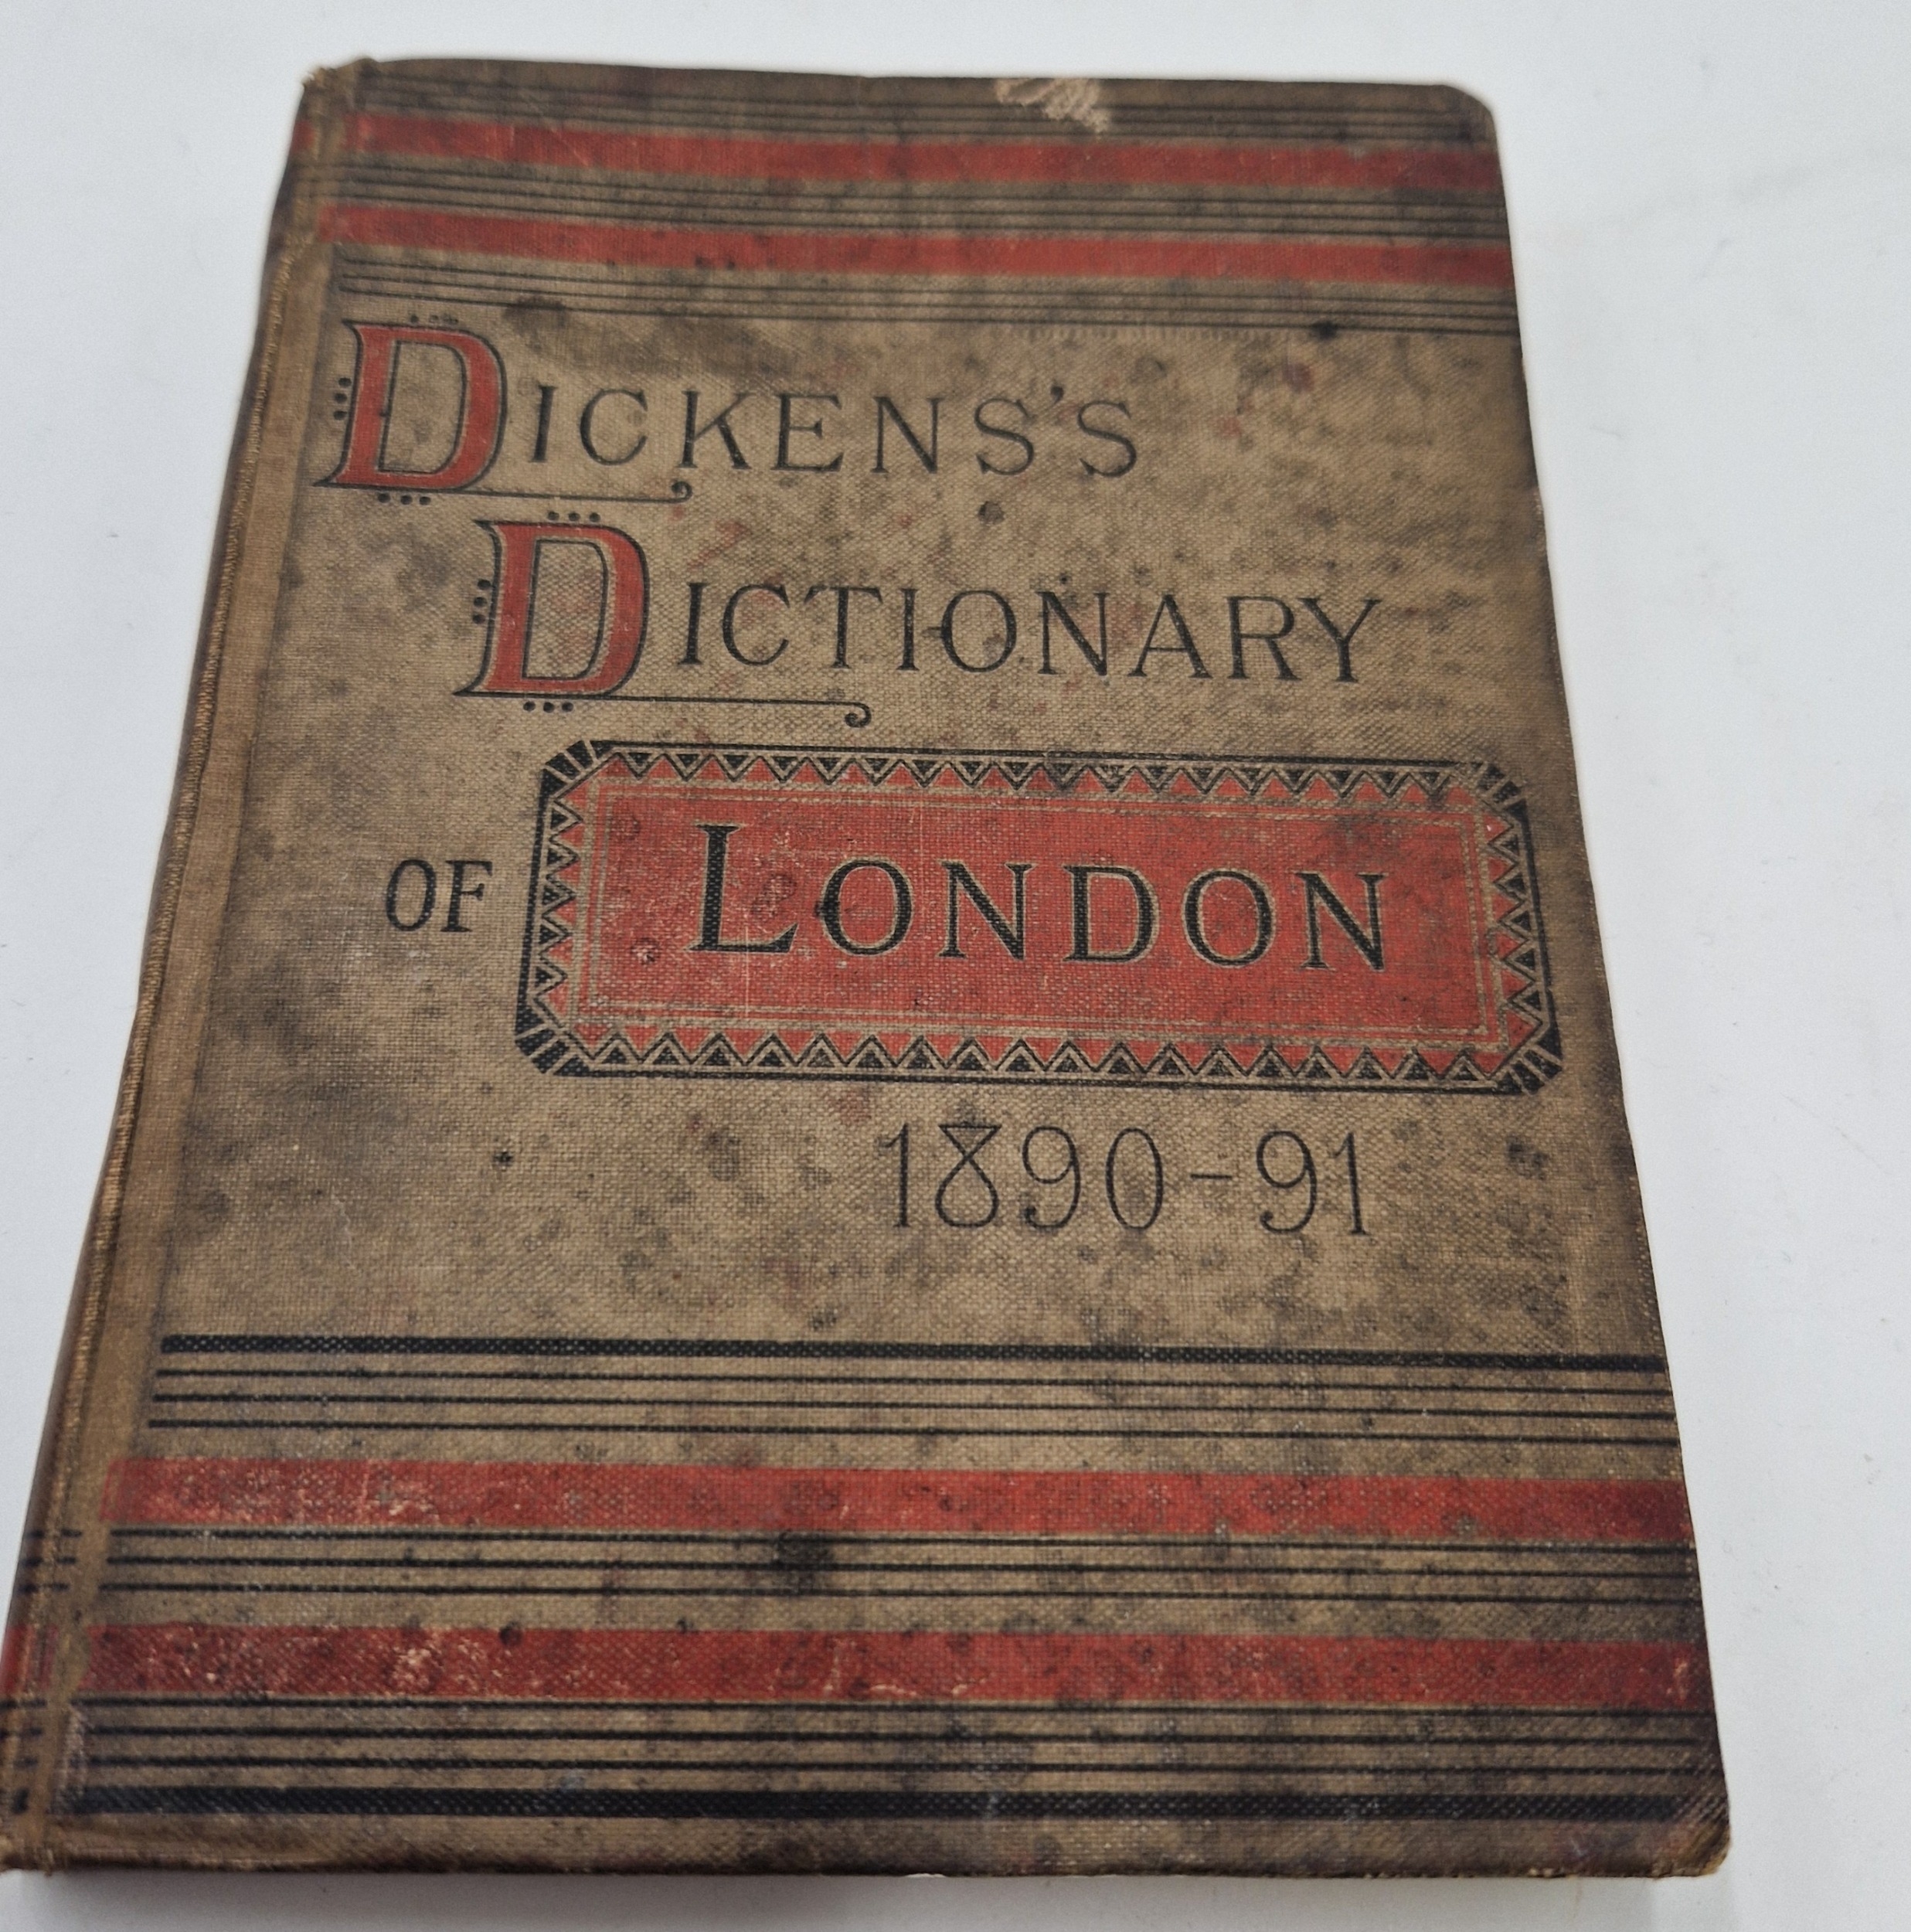 DICKENS'S
DICTIONARY
OF LONDON
1890-91